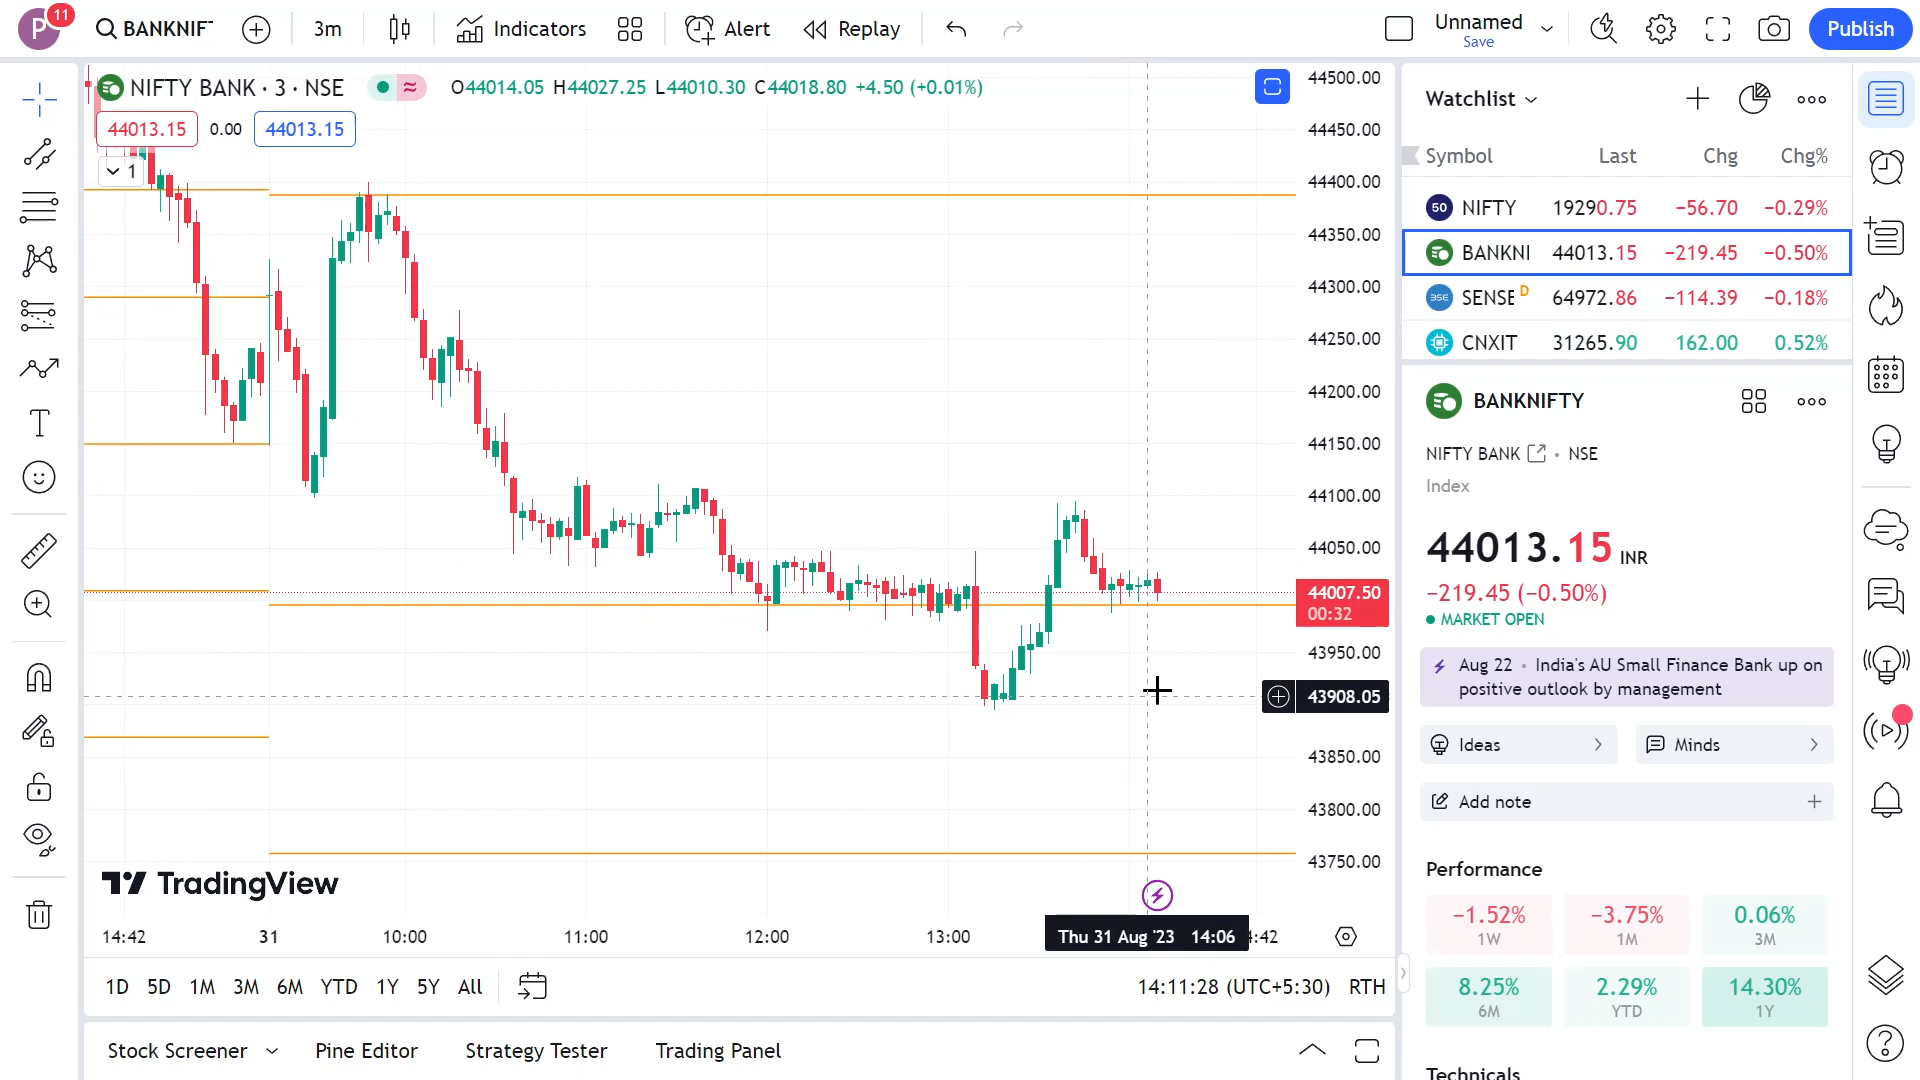 P 11 BANKNIF 3m Indicators Alert Replay Unnamed Save Publish
NIFTY BANK · 3 · NSE O44014.05 H44027.25 L44010.30 C44018.80 +4.50 (+0.01%)
44013.15 0.00 44013.15
1
44500.00
44450.00
44400.00
44350.00
44300.00
44250.00
44200.00
44150.00
44100.00
44050.00
44007.50
00:32
43950.00
43908.05
43850.00
43800.00
43750.00
TradingView
14:42 31 10:00 11:00 12:00 13:00 Thu 31 Aug '23 14:06 4:42
1D 5D 1M 3M 6M YTD 1Y 5Y All 14:11:28 (UTC+5:30) RTH
Stock Screener Pine Editor Strategy Tester Trading Panel
Watchlist
Symbol Last Chg Chg%
50 NIFTY 19290.75 −56.70 −0.29%
BANKNI 44013.15 −219.45 −0.50%
BSE SENSE D 64972.86 −114.39 −0.18%
CNXIT 31265.90 162.00 0.52%
BANKNIFTY
NIFTY BANK • NSE
Index
44013.15 INR
−219.45 (−0.50%)
MARKET OPEN
Aug 22 • India's AU Small Finance Bank up on
positive outlook by management
Ideas Minds
Add note
Performance
−1.52% −3.75% 0.06%
1W 1M 3M
8.25% 2.29% 14.30%
6M YTD 1Y
Technicals